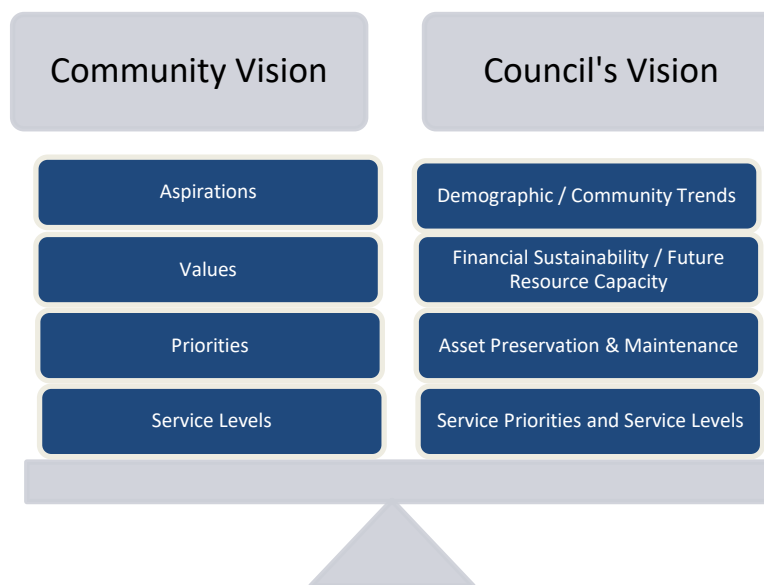 Community Vision
Council's Vision
Aspirations
Values
Priorities
Service Levels
Demographic / Community Trends
Financial Sustainability / Future
Resource Capacity
Asset Preservation & Maintenance
Service Priorities and Service Levels